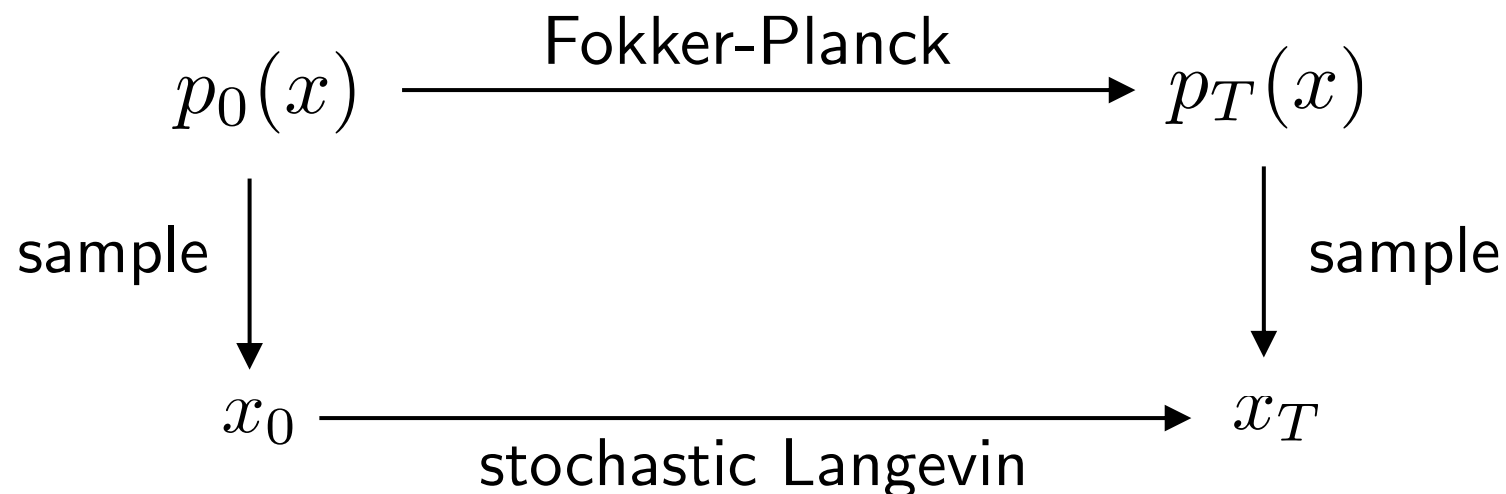 Fokker-Planck
p_0(x) p_T(x)
sample sample
x_0 x_T
stochastic Langevin